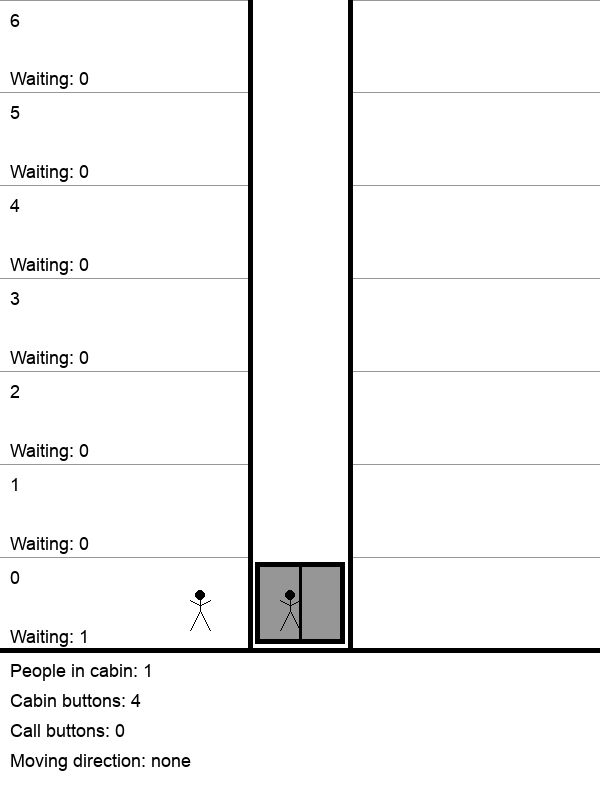 6
Waiting: 0
5
Waiting: 0
4
Waiting: 0
3
Waiting: 0
2
Waiting: 0
1
Waiting: 0
0
Waiting: 1
People in cabin: 1
Cabin buttons: 4
Call buttons: 0
Moving direction: none